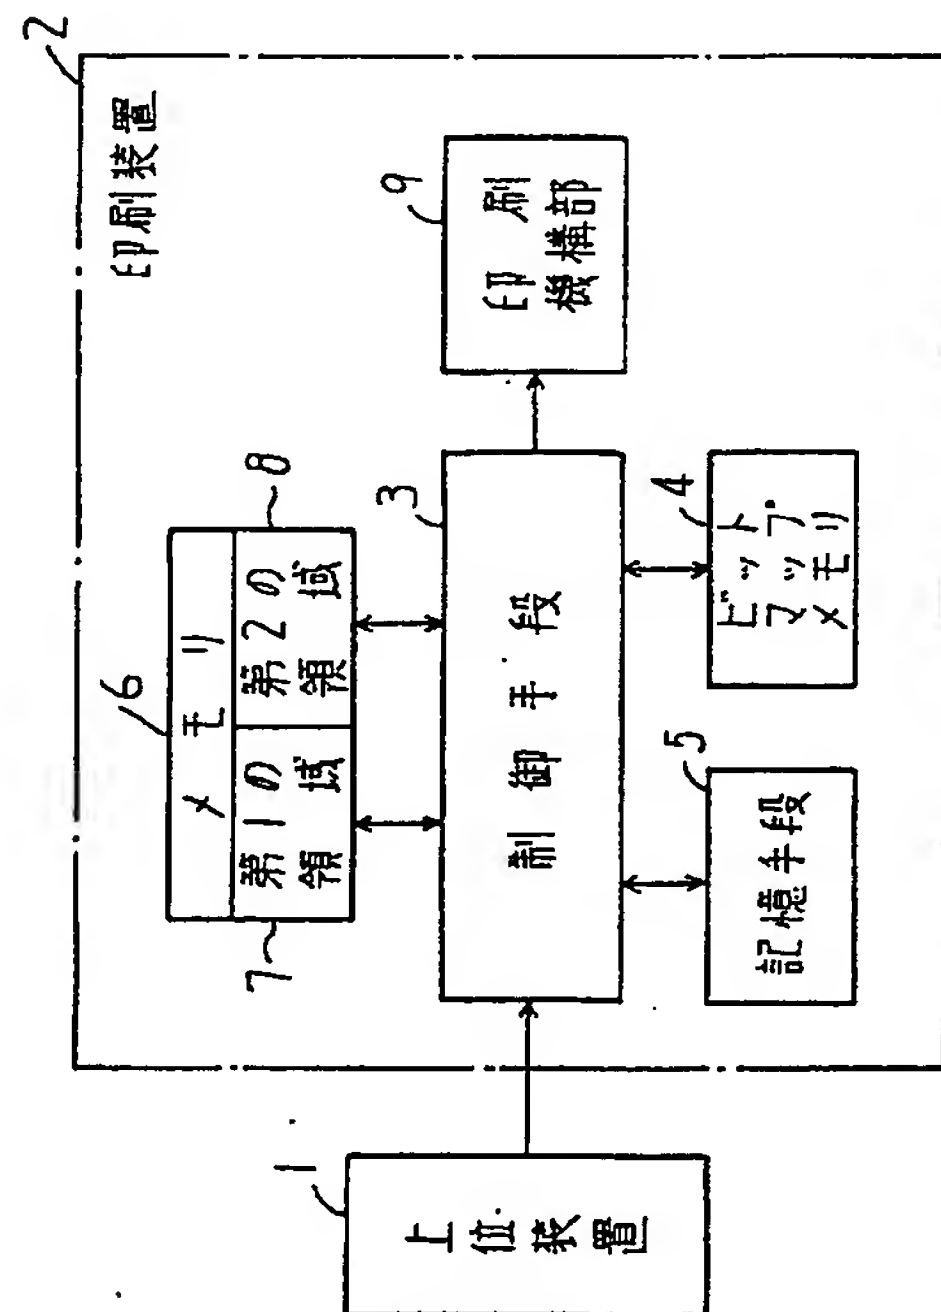 2
印刷装置
6
メモリ
7
第1の
領域
8
第2の
領域
3
制御手段
9
印刷
機構部
5
記憶手段
4
ビット
マップ
メモリ
1
上位装置